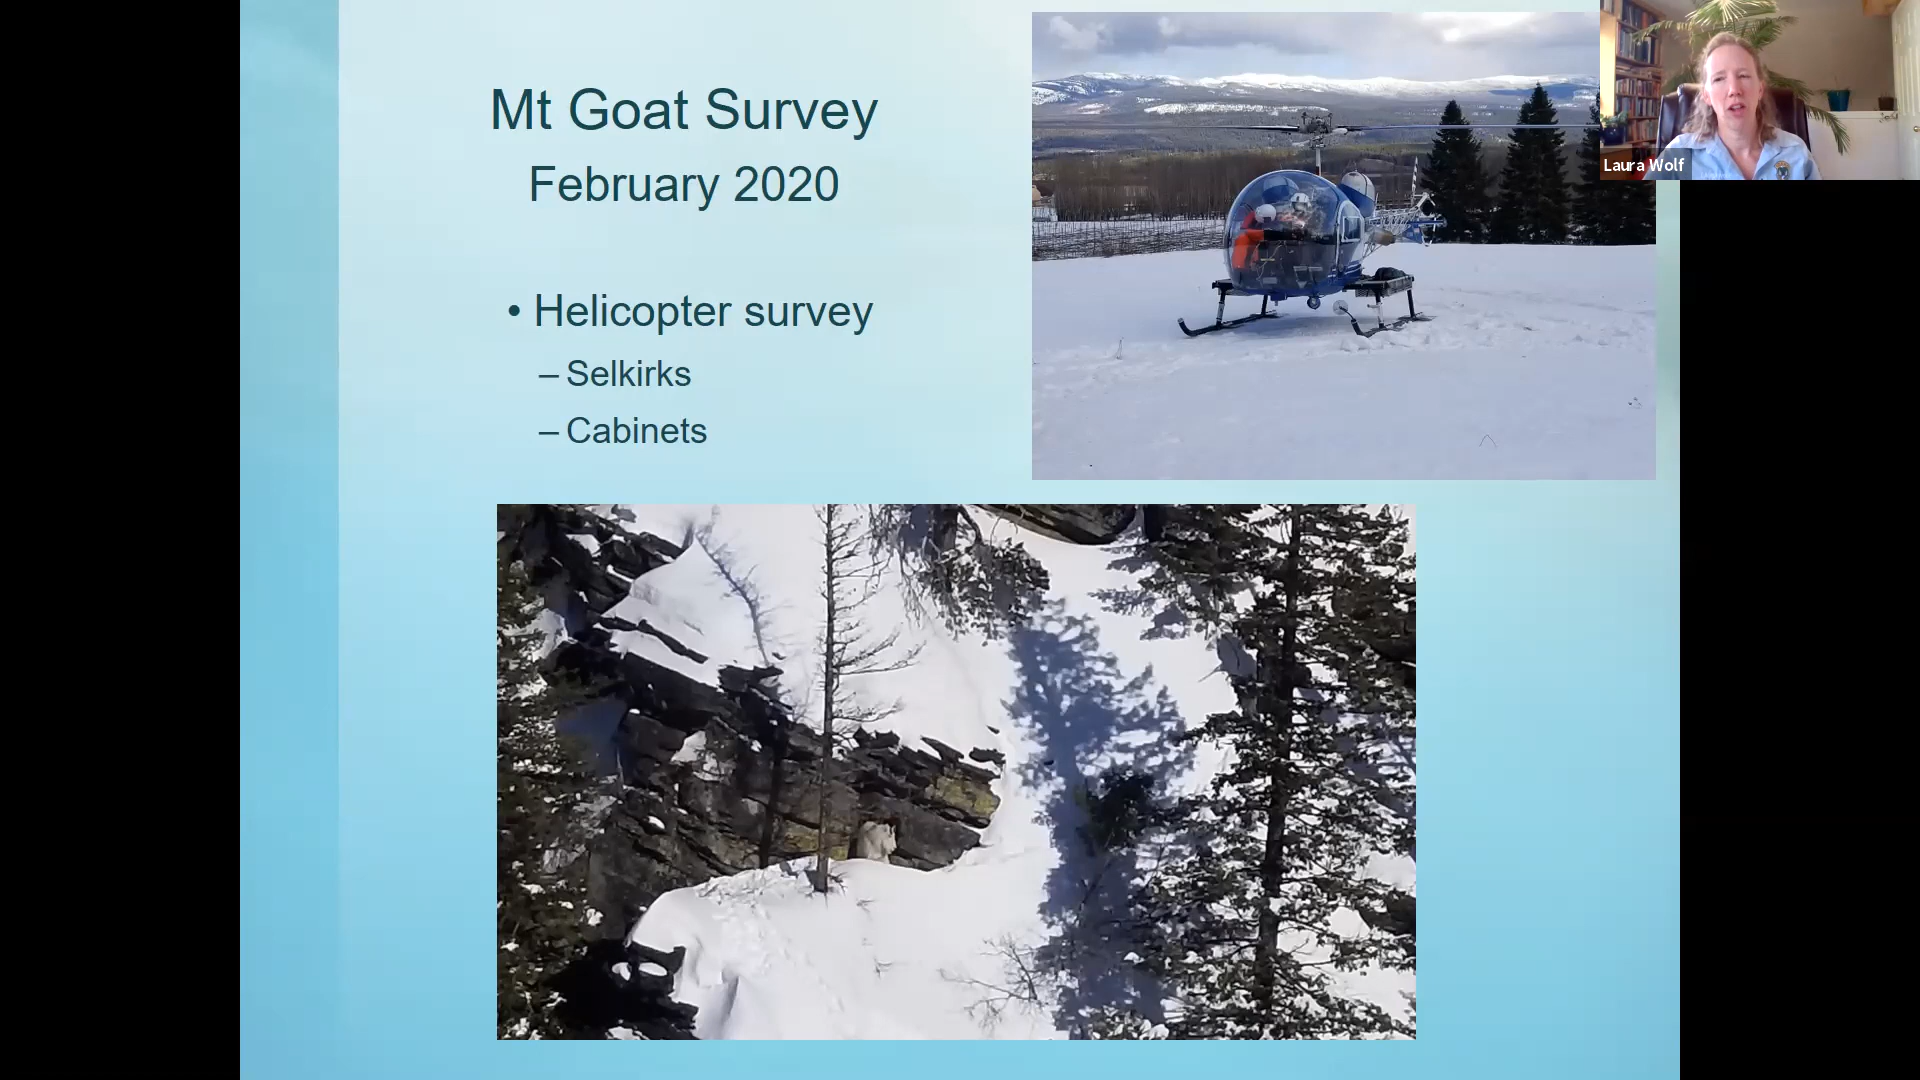 Mt Goat Survey
February 2020
• Helicopter survey
– Selkirks
– Cabinets
Laura Wolf